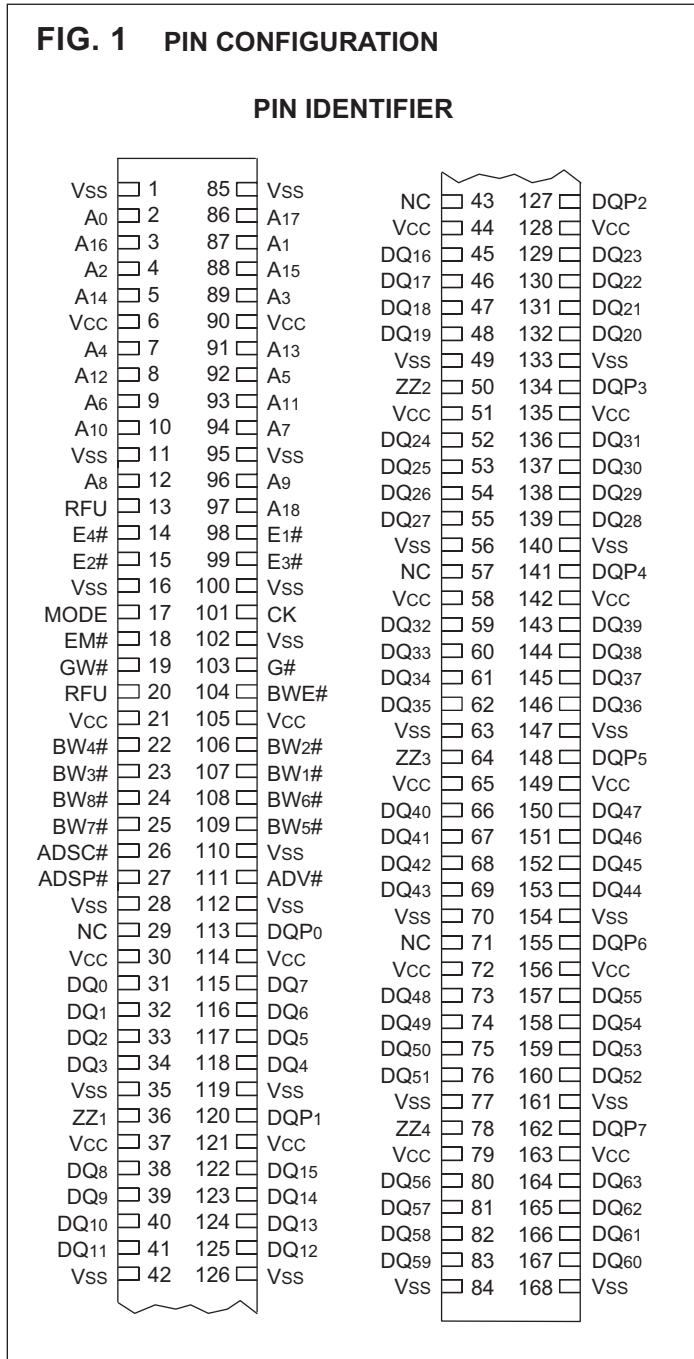 FIG. 1 PIN CONFIGURATION
PIN IDENTIFIER
VSS 1 85 VSS
A0 2 86 A17
A16 3 87 A1
A2 4 88 A15
A14 5 89 A3
VCC 6 90 VCC
A4 7 91 A13
A12 8 92 A5
A6 9 93 A11
A10 10 94 A7
VSS 11 95 VSS
A8 12 96 A9
RFU 13 97 A18
E4# 14 98 E1#
E2# 15 99 E3#
VSS 16 100 VSS
MODE 17 101 CK
EM# 18 102 VSS
GW# 19 103 G#
RFU 20 104 BWE#
VCC 21 105 VCC
BW4# 22 106 BW2#
BW3# 23 107 BW1#
BW8# 24 108 BW6#
BW7# 25 109 BW5#
ADSC# 26 110 VSS
ADSP# 27 111 ADV#
VSS 28 112 VSS
NC 29 113 DQP0
VCC 30 114 VCC
DQ0 31 115 DQ7
DQ1 32 116 DQ6
DQ2 33 117 DQ5
DQ3 34 118 DQ4
VSS 35 119 VSS
ZZ1 36 120 DQP1
VCC 37 121 VCC
DQ8 38 122 DQ15
DQ9 39 123 DQ14
DQ10 40 124 DQ13
DQ11 41 125 DQ12
VSS 42 126 VSS
NC 43 127 DQP2
VCC 44 128 VCC
DQ16 45 129 DQ23
DQ17 46 130 DQ22
DQ18 47 131 DQ21
DQ19 48 132 DQ20
VSS 49 133 VSS
ZZ2 50 134 DQP3
VCC 51 135 VCC
DQ24 52 136 DQ31
DQ25 53 137 DQ30
DQ26 54 138 DQ29
DQ27 55 139 DQ28
VSS 56 140 VSS
NC 57 141 DQP4
VCC 58 142 VCC
DQ32 59 143 DQ39
DQ33 60 144 DQ38
DQ34 61 145 DQ37
DQ35 62 146 DQ36
VSS 63 147 VSS
ZZ3 64 148 DQP5
VCC 65 149 VCC
DQ40 66 150 DQ47
DQ41 67 151 DQ46
DQ42 68 152 DQ45
DQ43 69 153 DQ44
VSS 70 154 VSS
NC 71 155 DQP6
VCC 72 156 VCC
DQ48 73 157 DQ55
DQ49 74 158 DQ54
DQ50 75 159 DQ53
DQ51 76 160 DQ52
VSS 77 161 VSS
ZZ4 78 162 DQP7
VCC 79 163 VCC
DQ56 80 164 DQ63
DQ57 81 165 DQ62
DQ58 82 166 DQ61
DQ59 83 167 DQ60
VSS 84 168 VSS